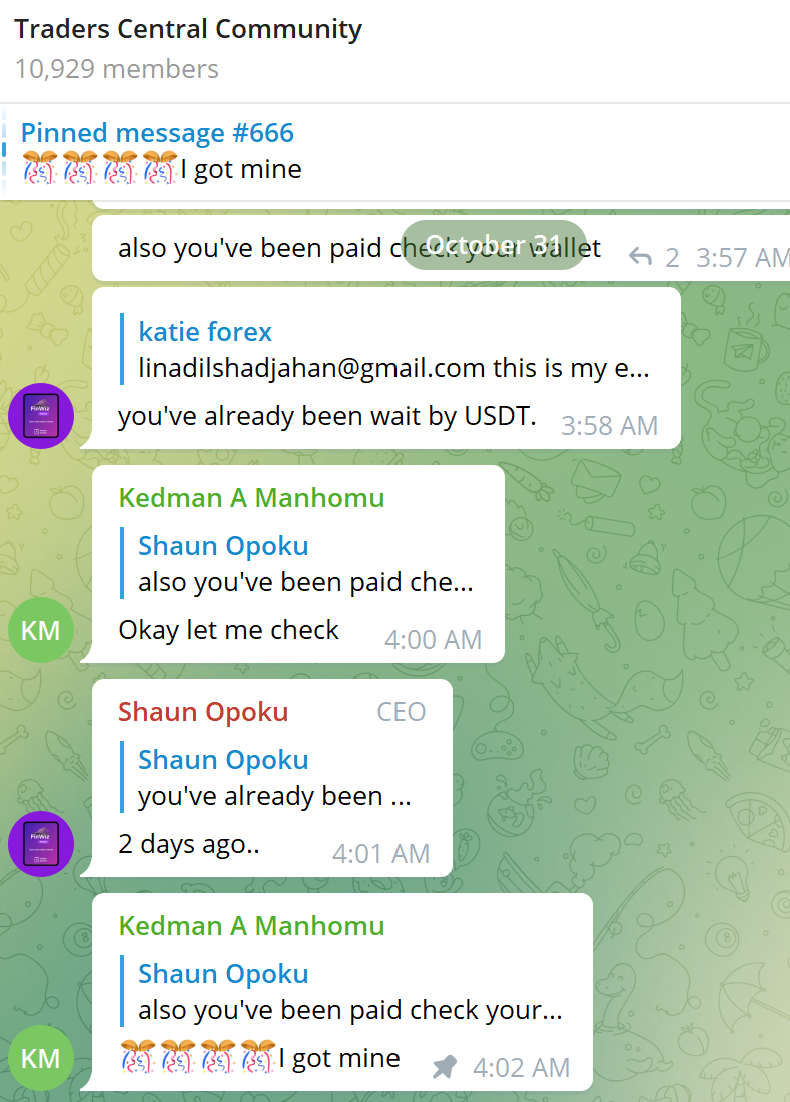 Traders Central Community
10,929 members
Pinned message #666
🎊🎊🎊🎊I got mine
October 31
also you've been paid check your wallet 2 3:57 AM
katie forex
linadilshadjahan@gmail.com this is my e...
you've already been wait by USDT. 3:58 AM
FinWiz
Kedman A Manhomu
Shaun Opoku
also you've been paid che...
Okay let me check 4:00 AM
KM
Shaun Opoku CEO
Shaun Opoku
you've already been ...
2 days ago.. 4:01 AM
FinWiz
Kedman A Manhomu
Shaun Opoku
also you've been paid check your...
🎊🎊🎊🎊I got mine 4:02 AM
KM